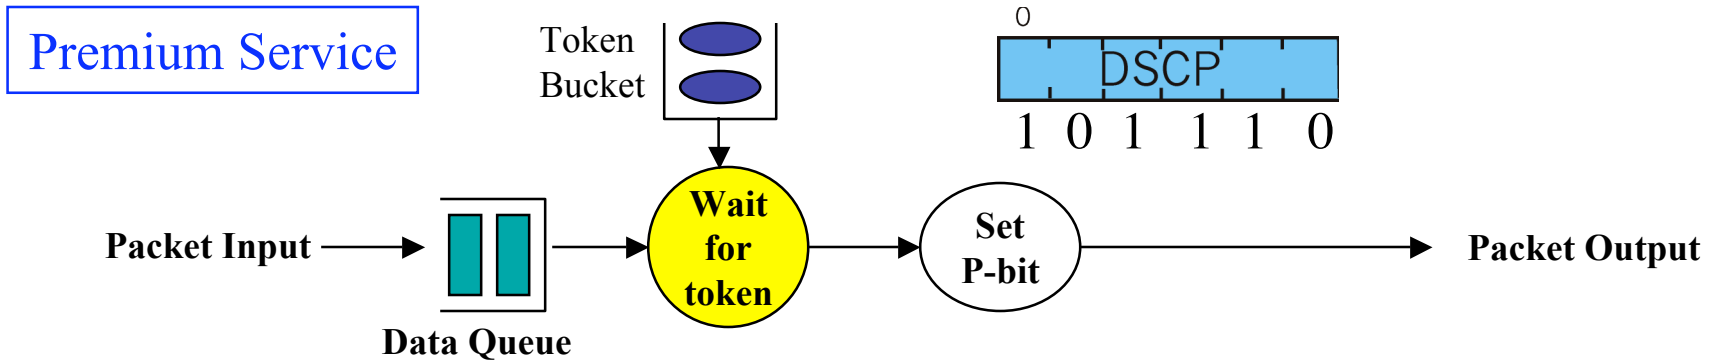 Premium Service
Token
Bucket
0
DSCP
1 0 1 1 1 0
Packet Input
Data Queue
Wait
for
token
Set
P-bit
Packet Output